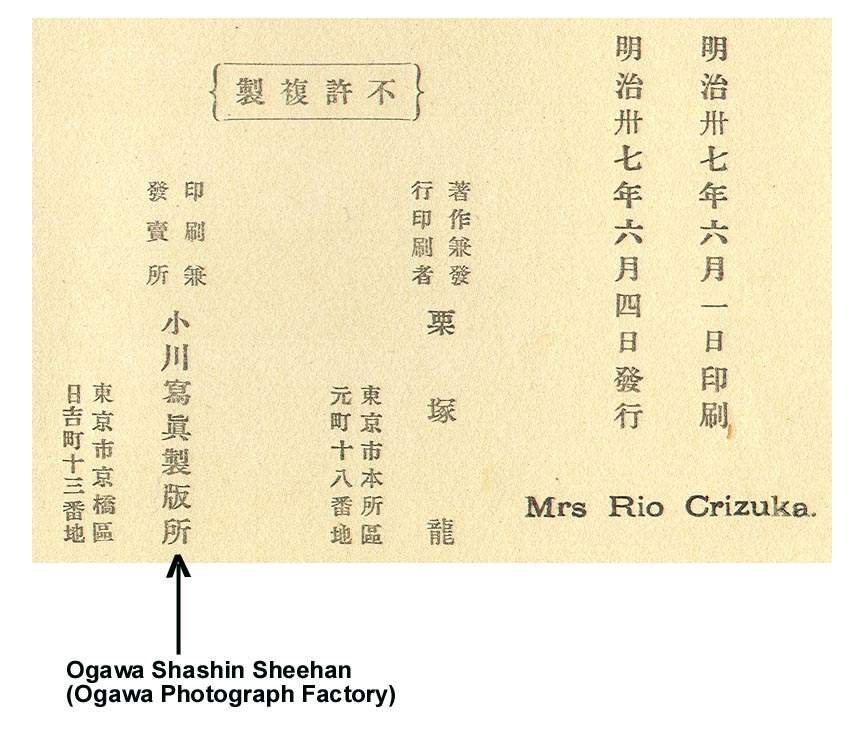 明治卅七年六月一日印刷
明治卅七年六月四日發行
Mrs Rio Crizuka.
不許複製
著作兼發
行印刷者
栗塚龍
東京市本所區
元町十八番地
印刷兼
發賣所
小川寫眞製版所
東京市京橋區
日吉町十三番地
Ogawa Shashin Sheehan
(Ogawa Photograph Factory)